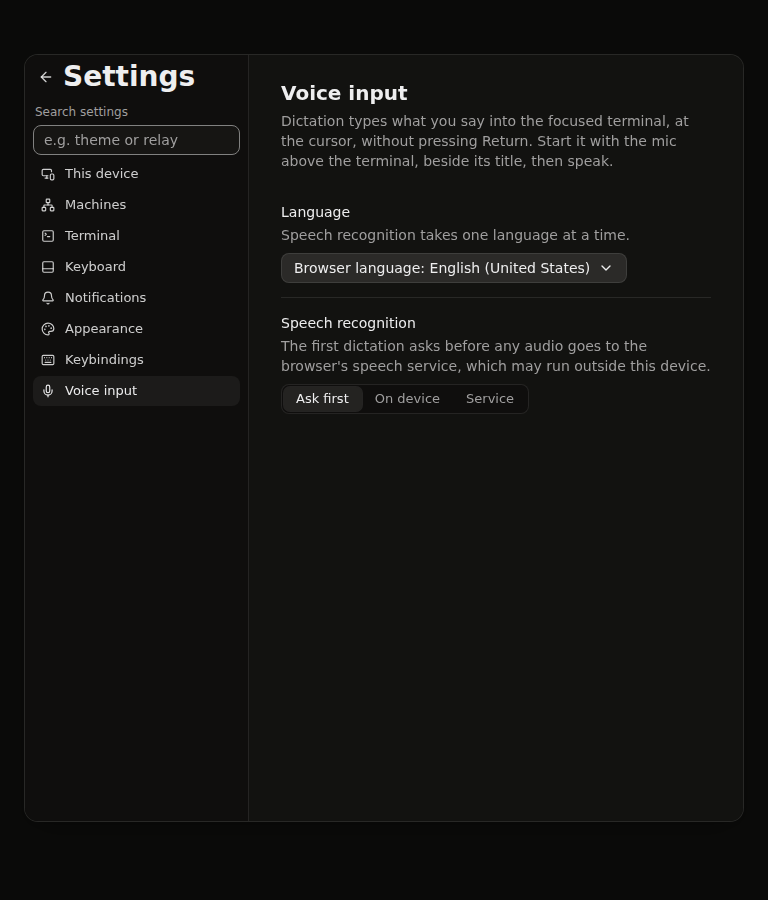 Settings
Search settings
e.g. theme or relay
This device
Machines
Terminal
Keyboard
Notifications
Appearance
Keybindings
Voice input
Voice input
Dictation types what you say into the focused terminal, at
the cursor, without pressing Return. Start it with the mic
above the terminal, beside its title, then speak.
Language
Speech recognition takes one language at a time.
Browser language: English (United States)
Speech recognition
The first dictation asks before any audio goes to the
browser's speech service, which may run outside this device.
Ask first On device Service